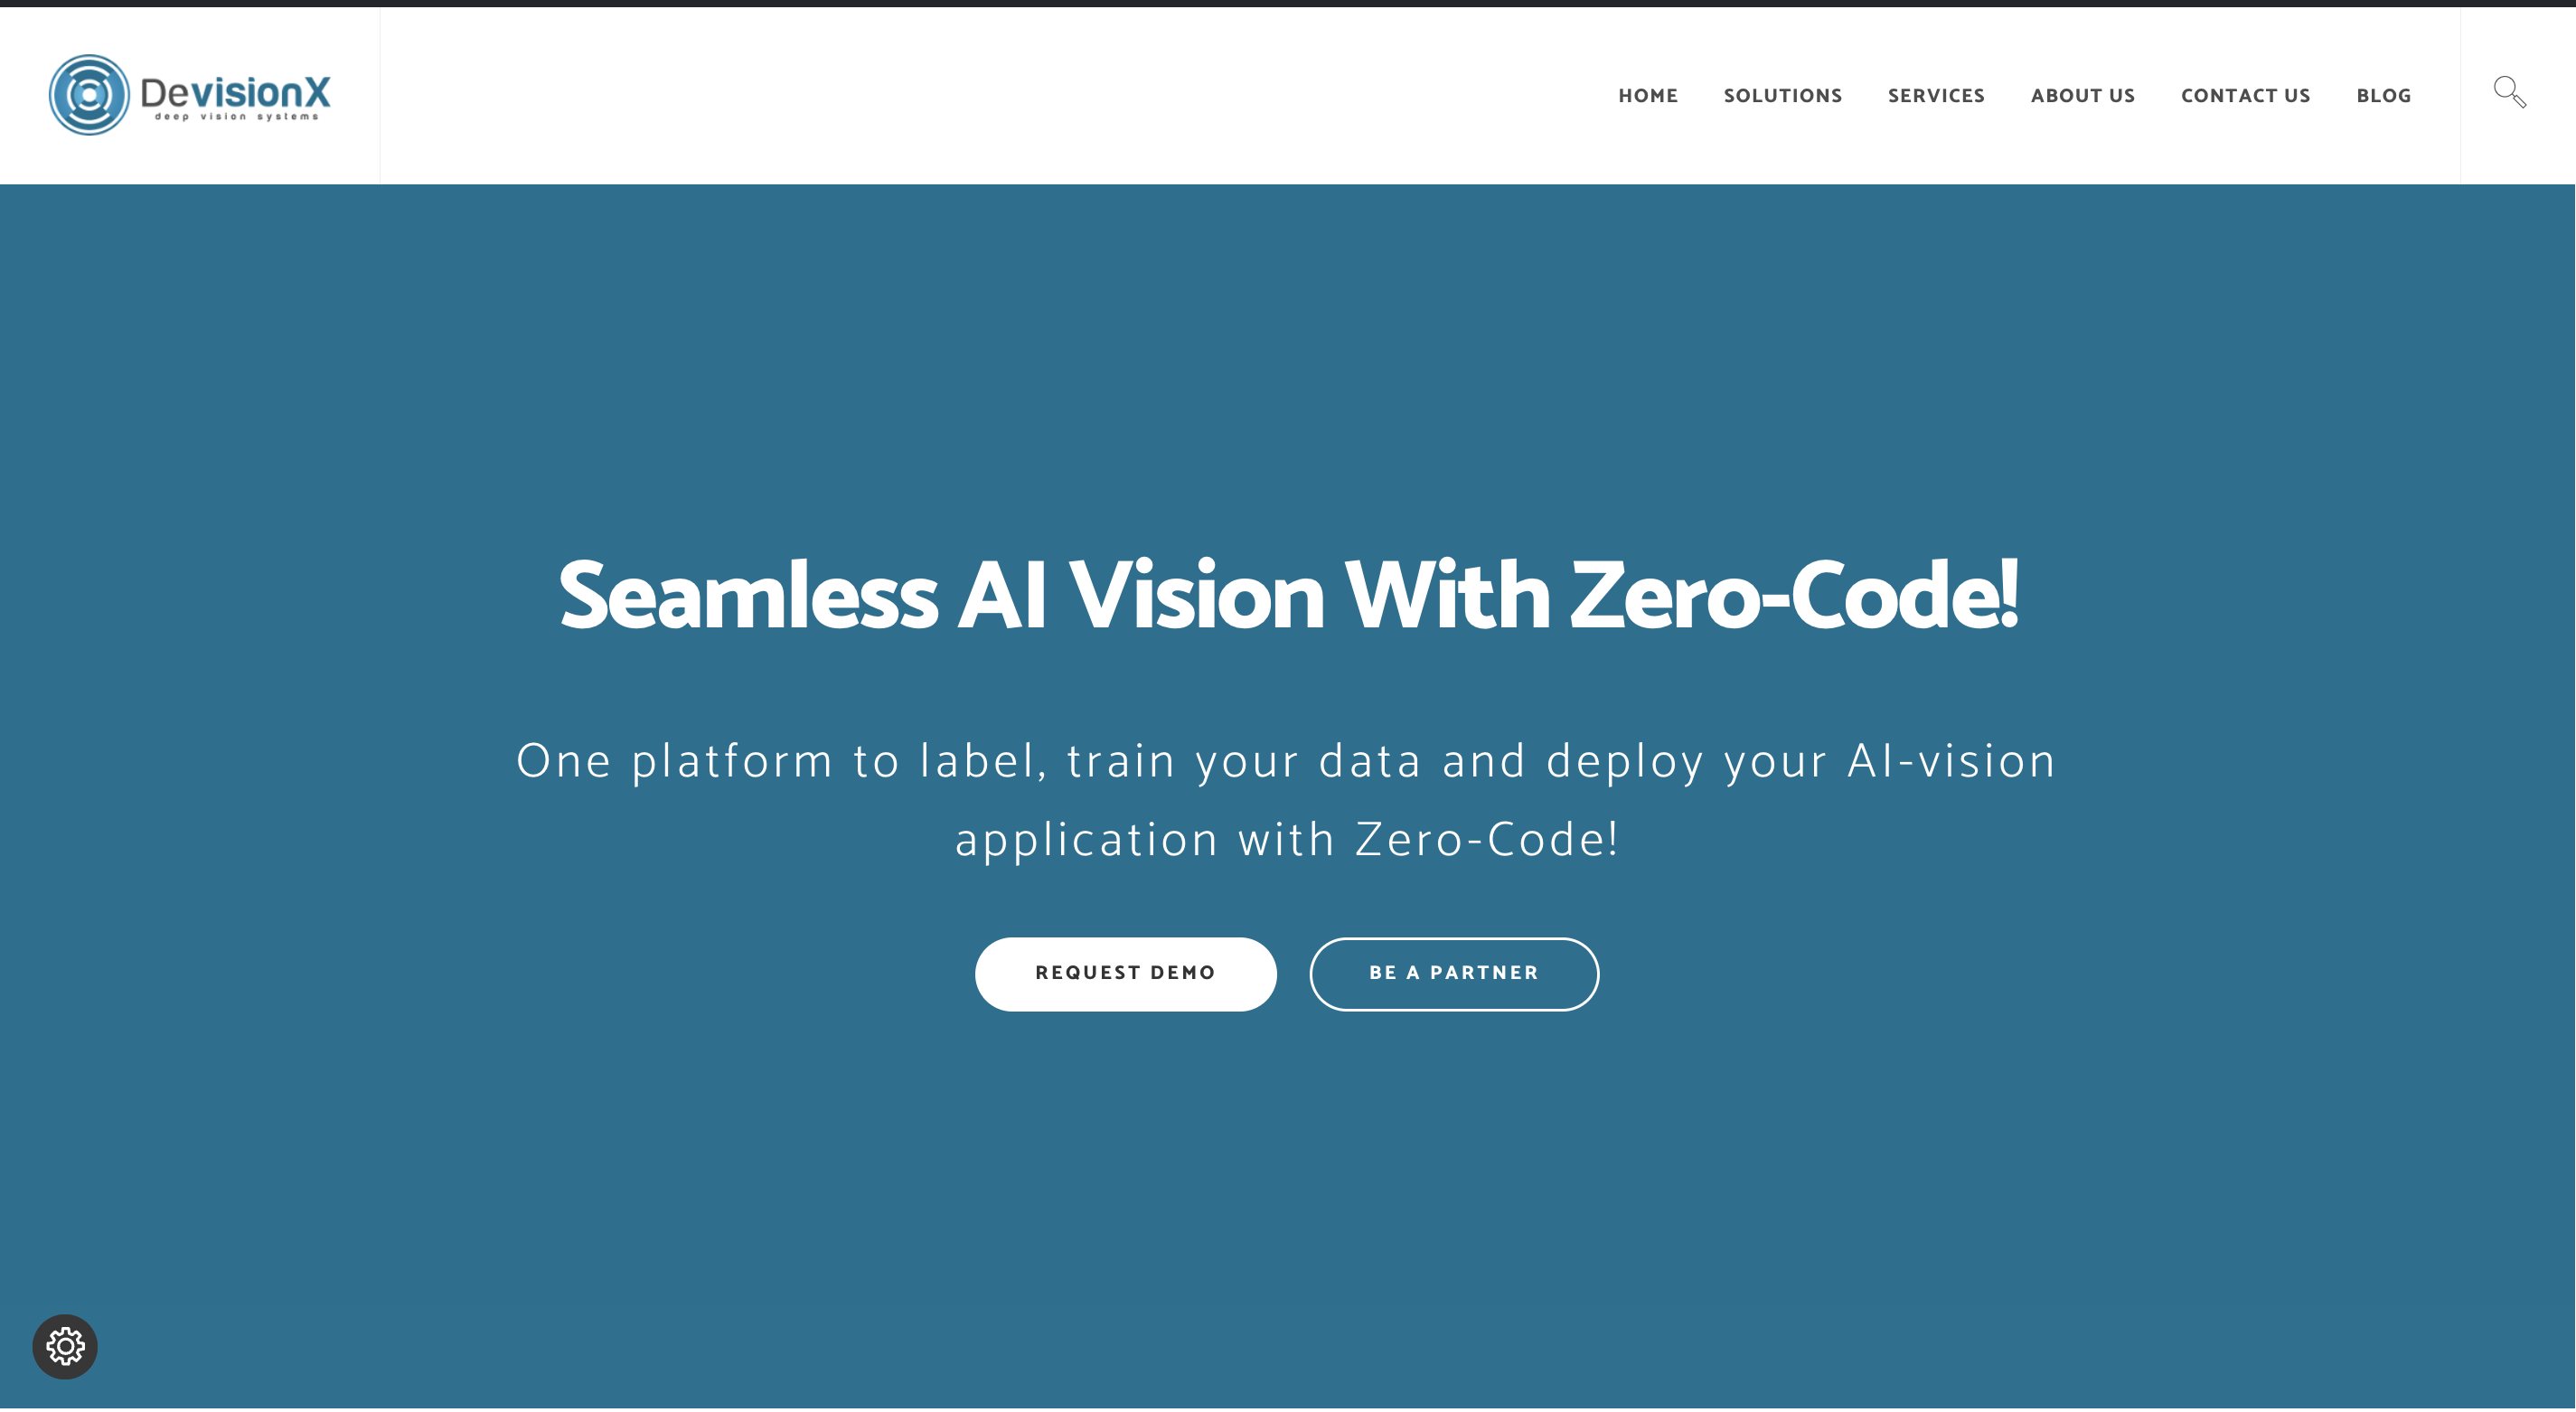 DevisionX
deep vision systems
HOME SOLUTIONS SERVICES ABOUT US CONTACT US BLOG
Seamless AI Vision With Zero-Code!
One platform to label, train your data and deploy your AI-vision
application with Zero-Code!
REQUEST DEMO BE A PARTNER